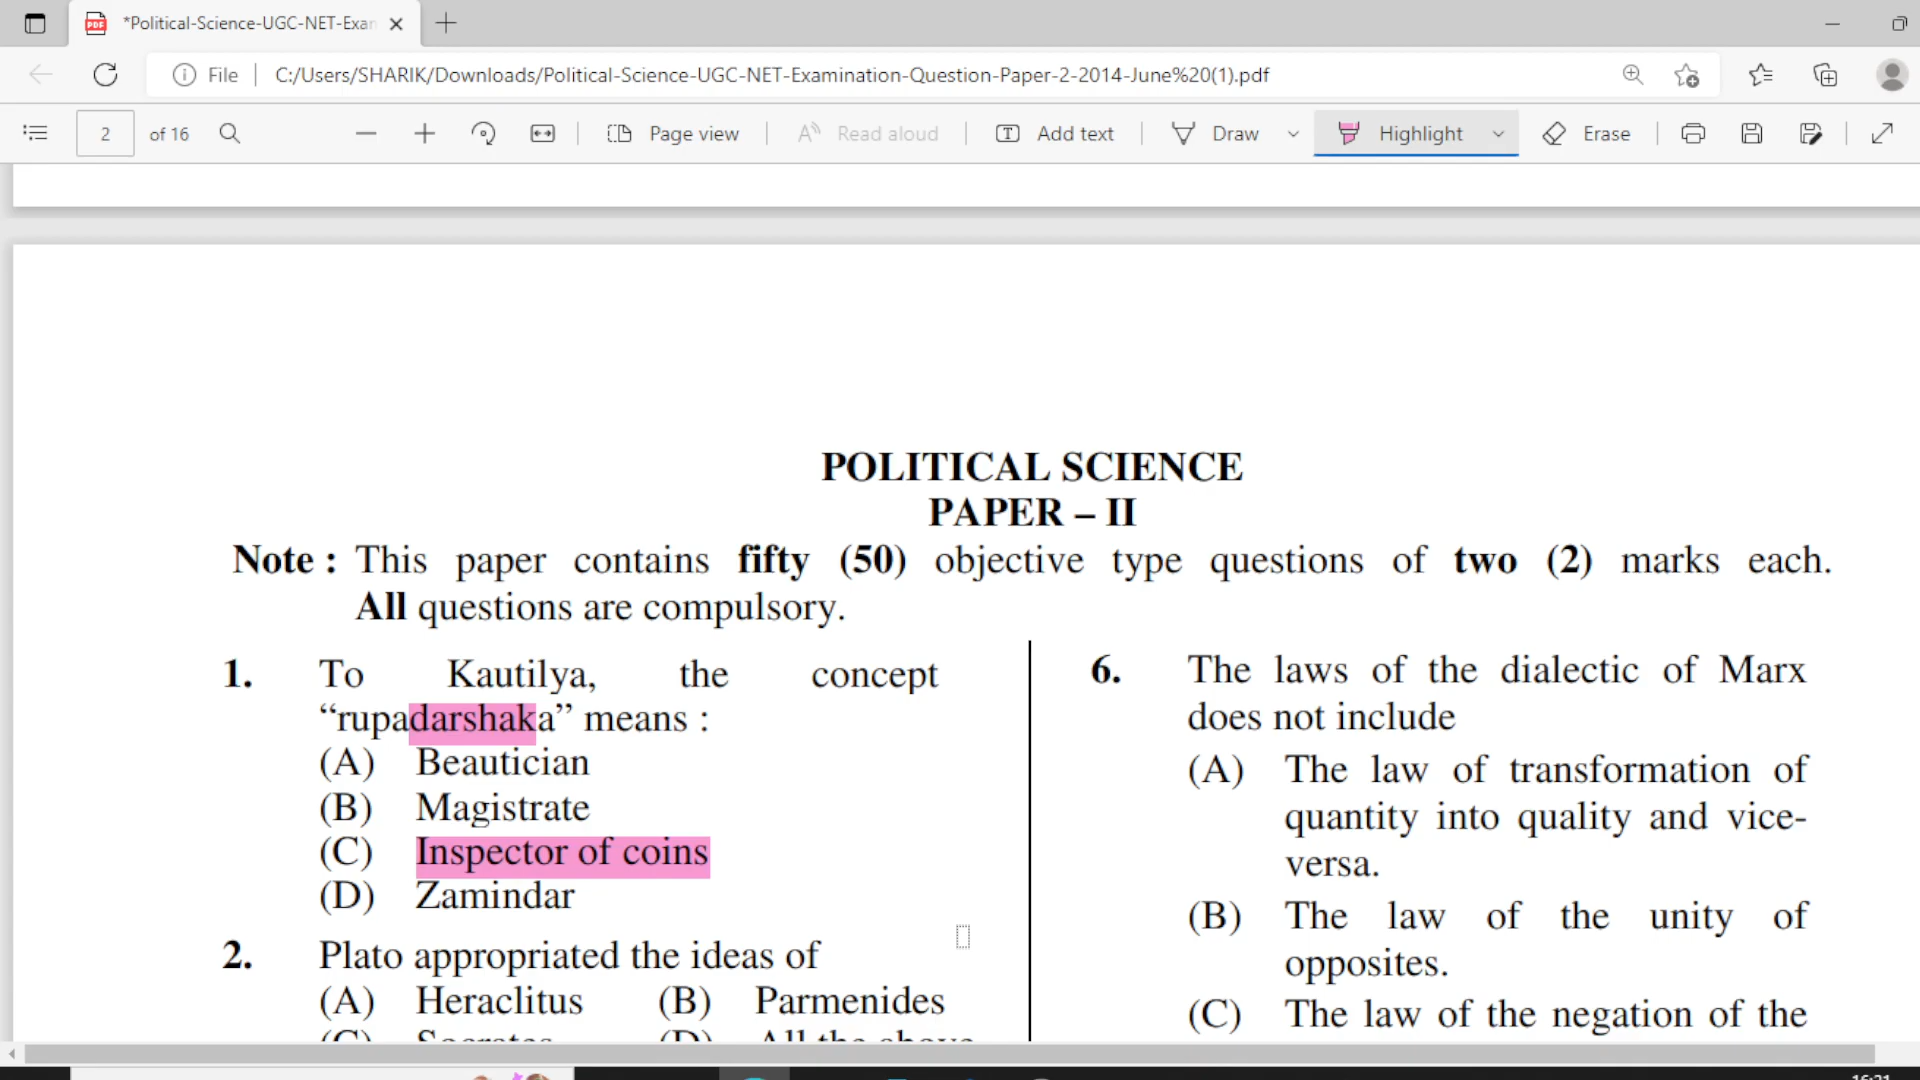 *Political-Science-UGC-NET-Exan
File
C:/Users/SHARIK/Downloads/Political-Science-UGC-NET-Examination-Question-Paper-2-2014-June%20(1).pdf
2 of 16
Page view
Read aloud
Add text
Draw
Highlight
Erase
POLITICAL SCIENCE
PAPER – II
Note : This paper contains fifty (50) objective type questions of two (2) marks each.
All questions are compulsory.
1. To Kautilya, the concept
“rupadarshaka” means :
(A) Beautician
(B) Magistrate
(C) Inspector of coins
(D) Zamindar
2. Plato appropriated the ideas of
(A) Heraclitus (B) Parmenides
(C) Socrates (D) All the above
6. The laws of the dialectic of Marx
does not include
(A) The law of transformation of
quantity into quality and vice-
versa.
(B) The law of the unity of
opposites.
(C) The law of the negation of the